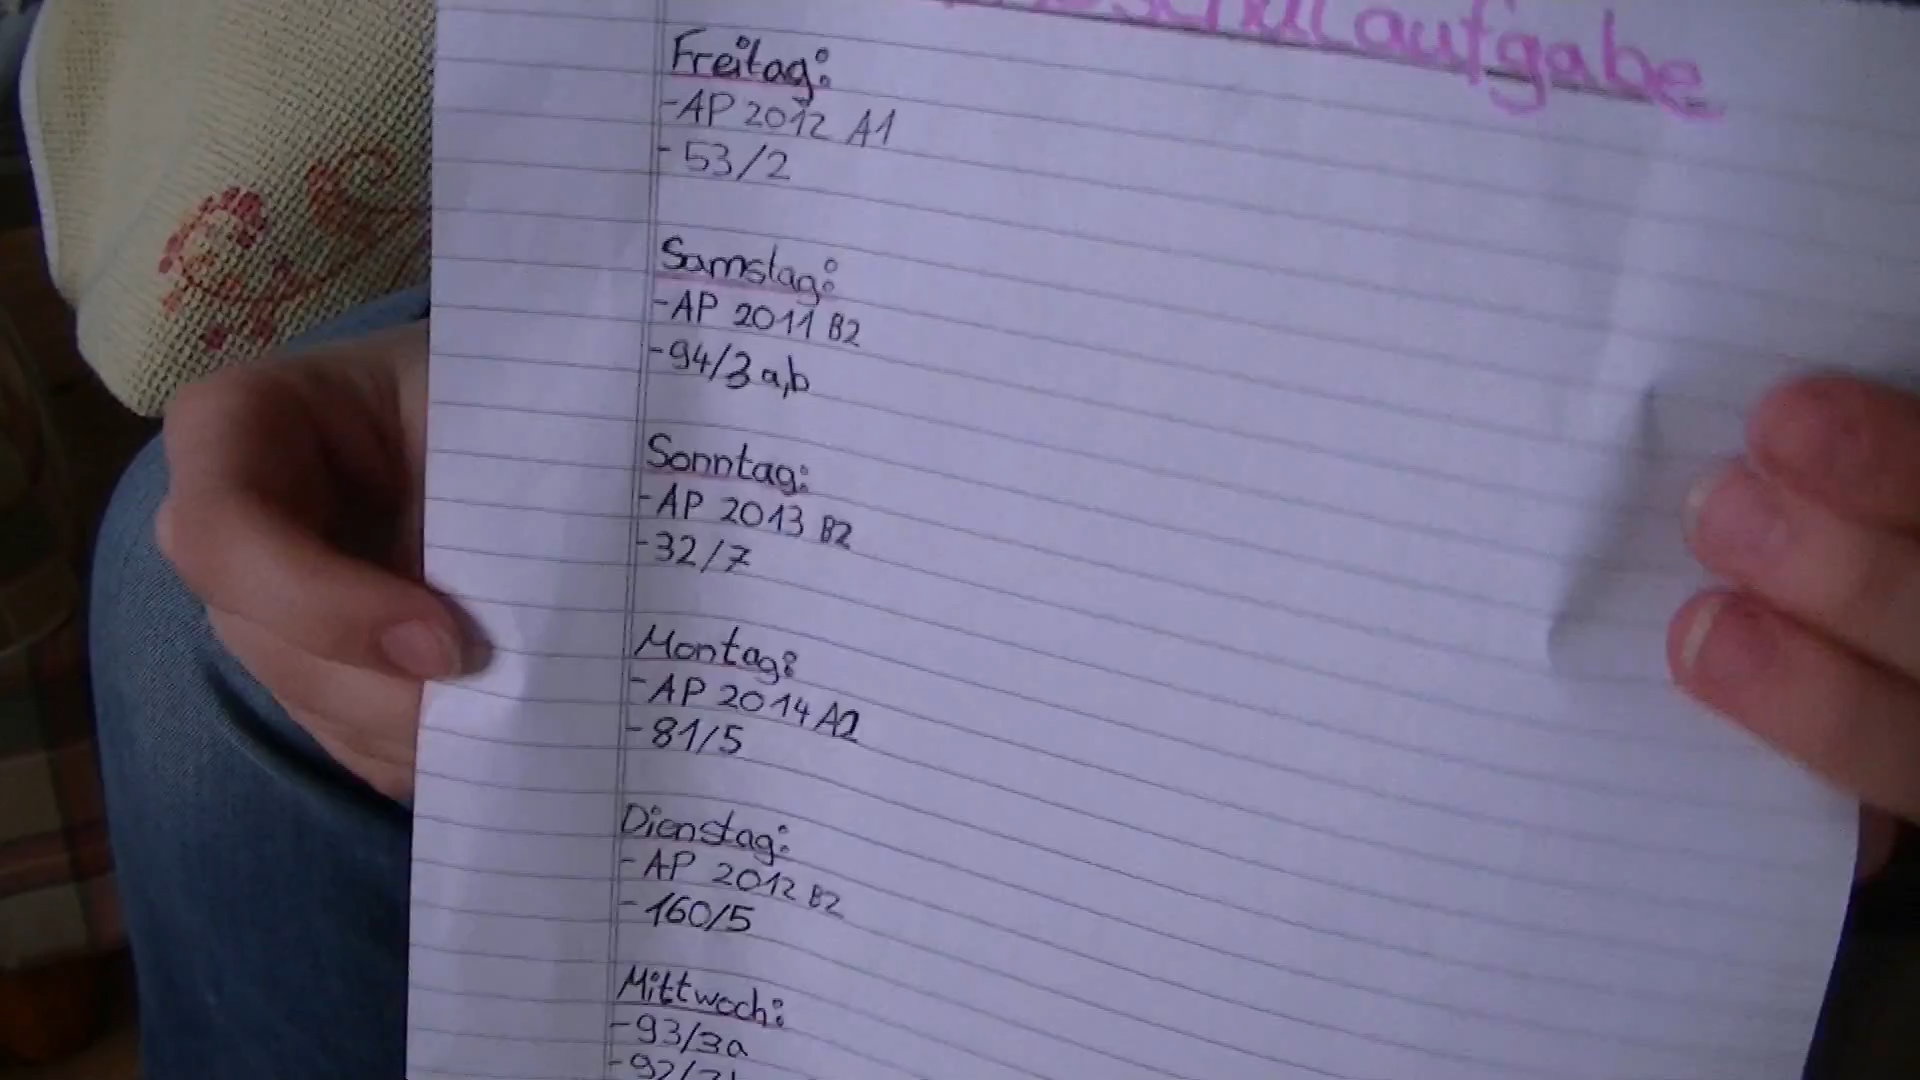 schulaufgabe
Freitag:
-AP 2012 A1
- 53/2
Samstag:
-AP 2011 B2
-94/3 a,b
Sonntag:
-AP 2013 B2
-32/7
Montag:
-AP 2014 A2
-81/5
Dienstag:
-AP 2012 B2
-160/5
Mittwoch:
-93/3a